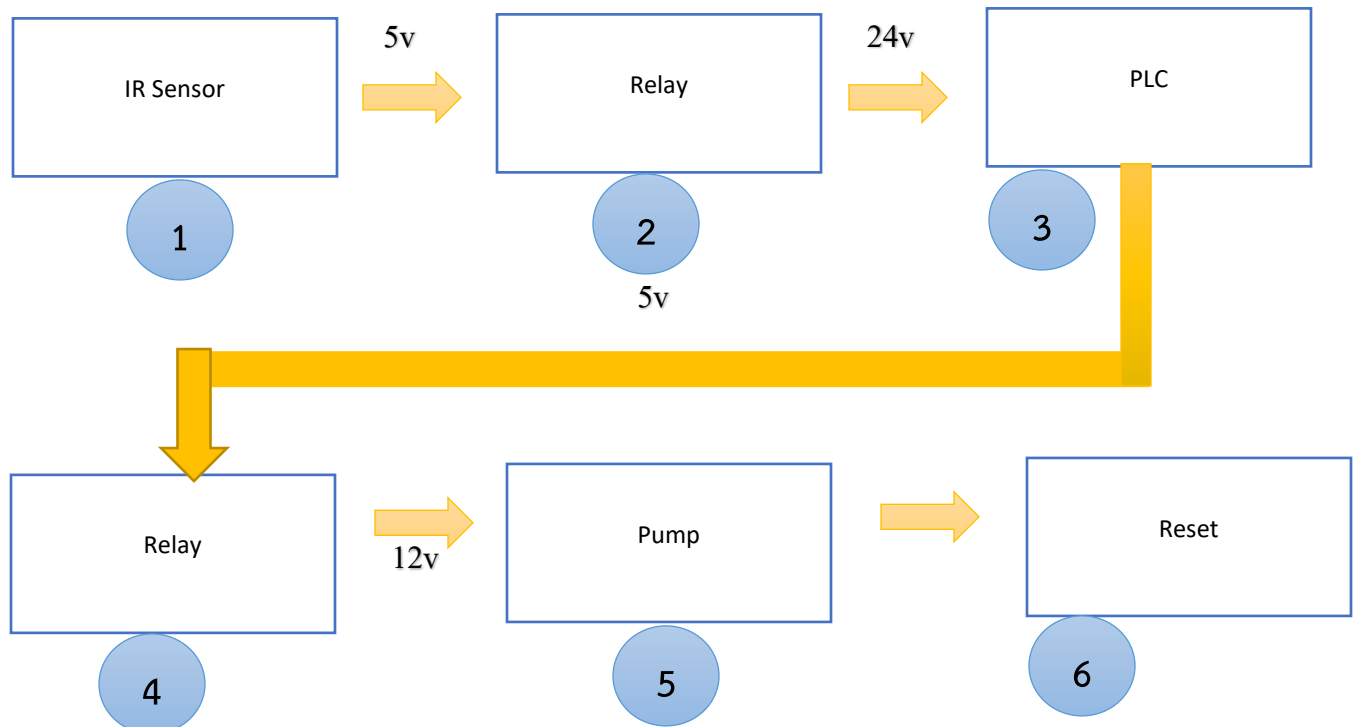 5v
24v
IR Sensor
Relay
PLC
1
2
3
5v
Relay
12v
Pump
Reset
4
5
6